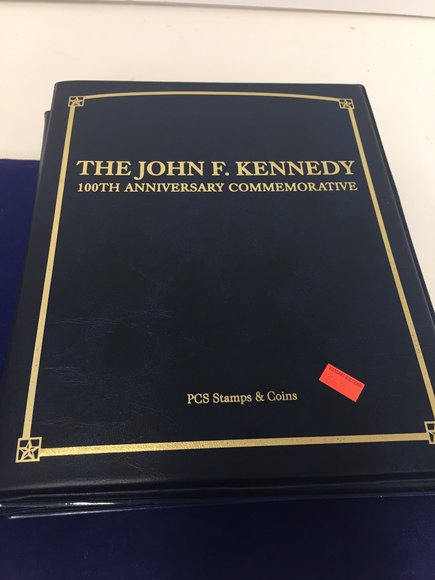 THE JOHN F. KENNEDY
100TH ANNIVERSARY COMMEMORATIVE
PCS Stamps & Coins